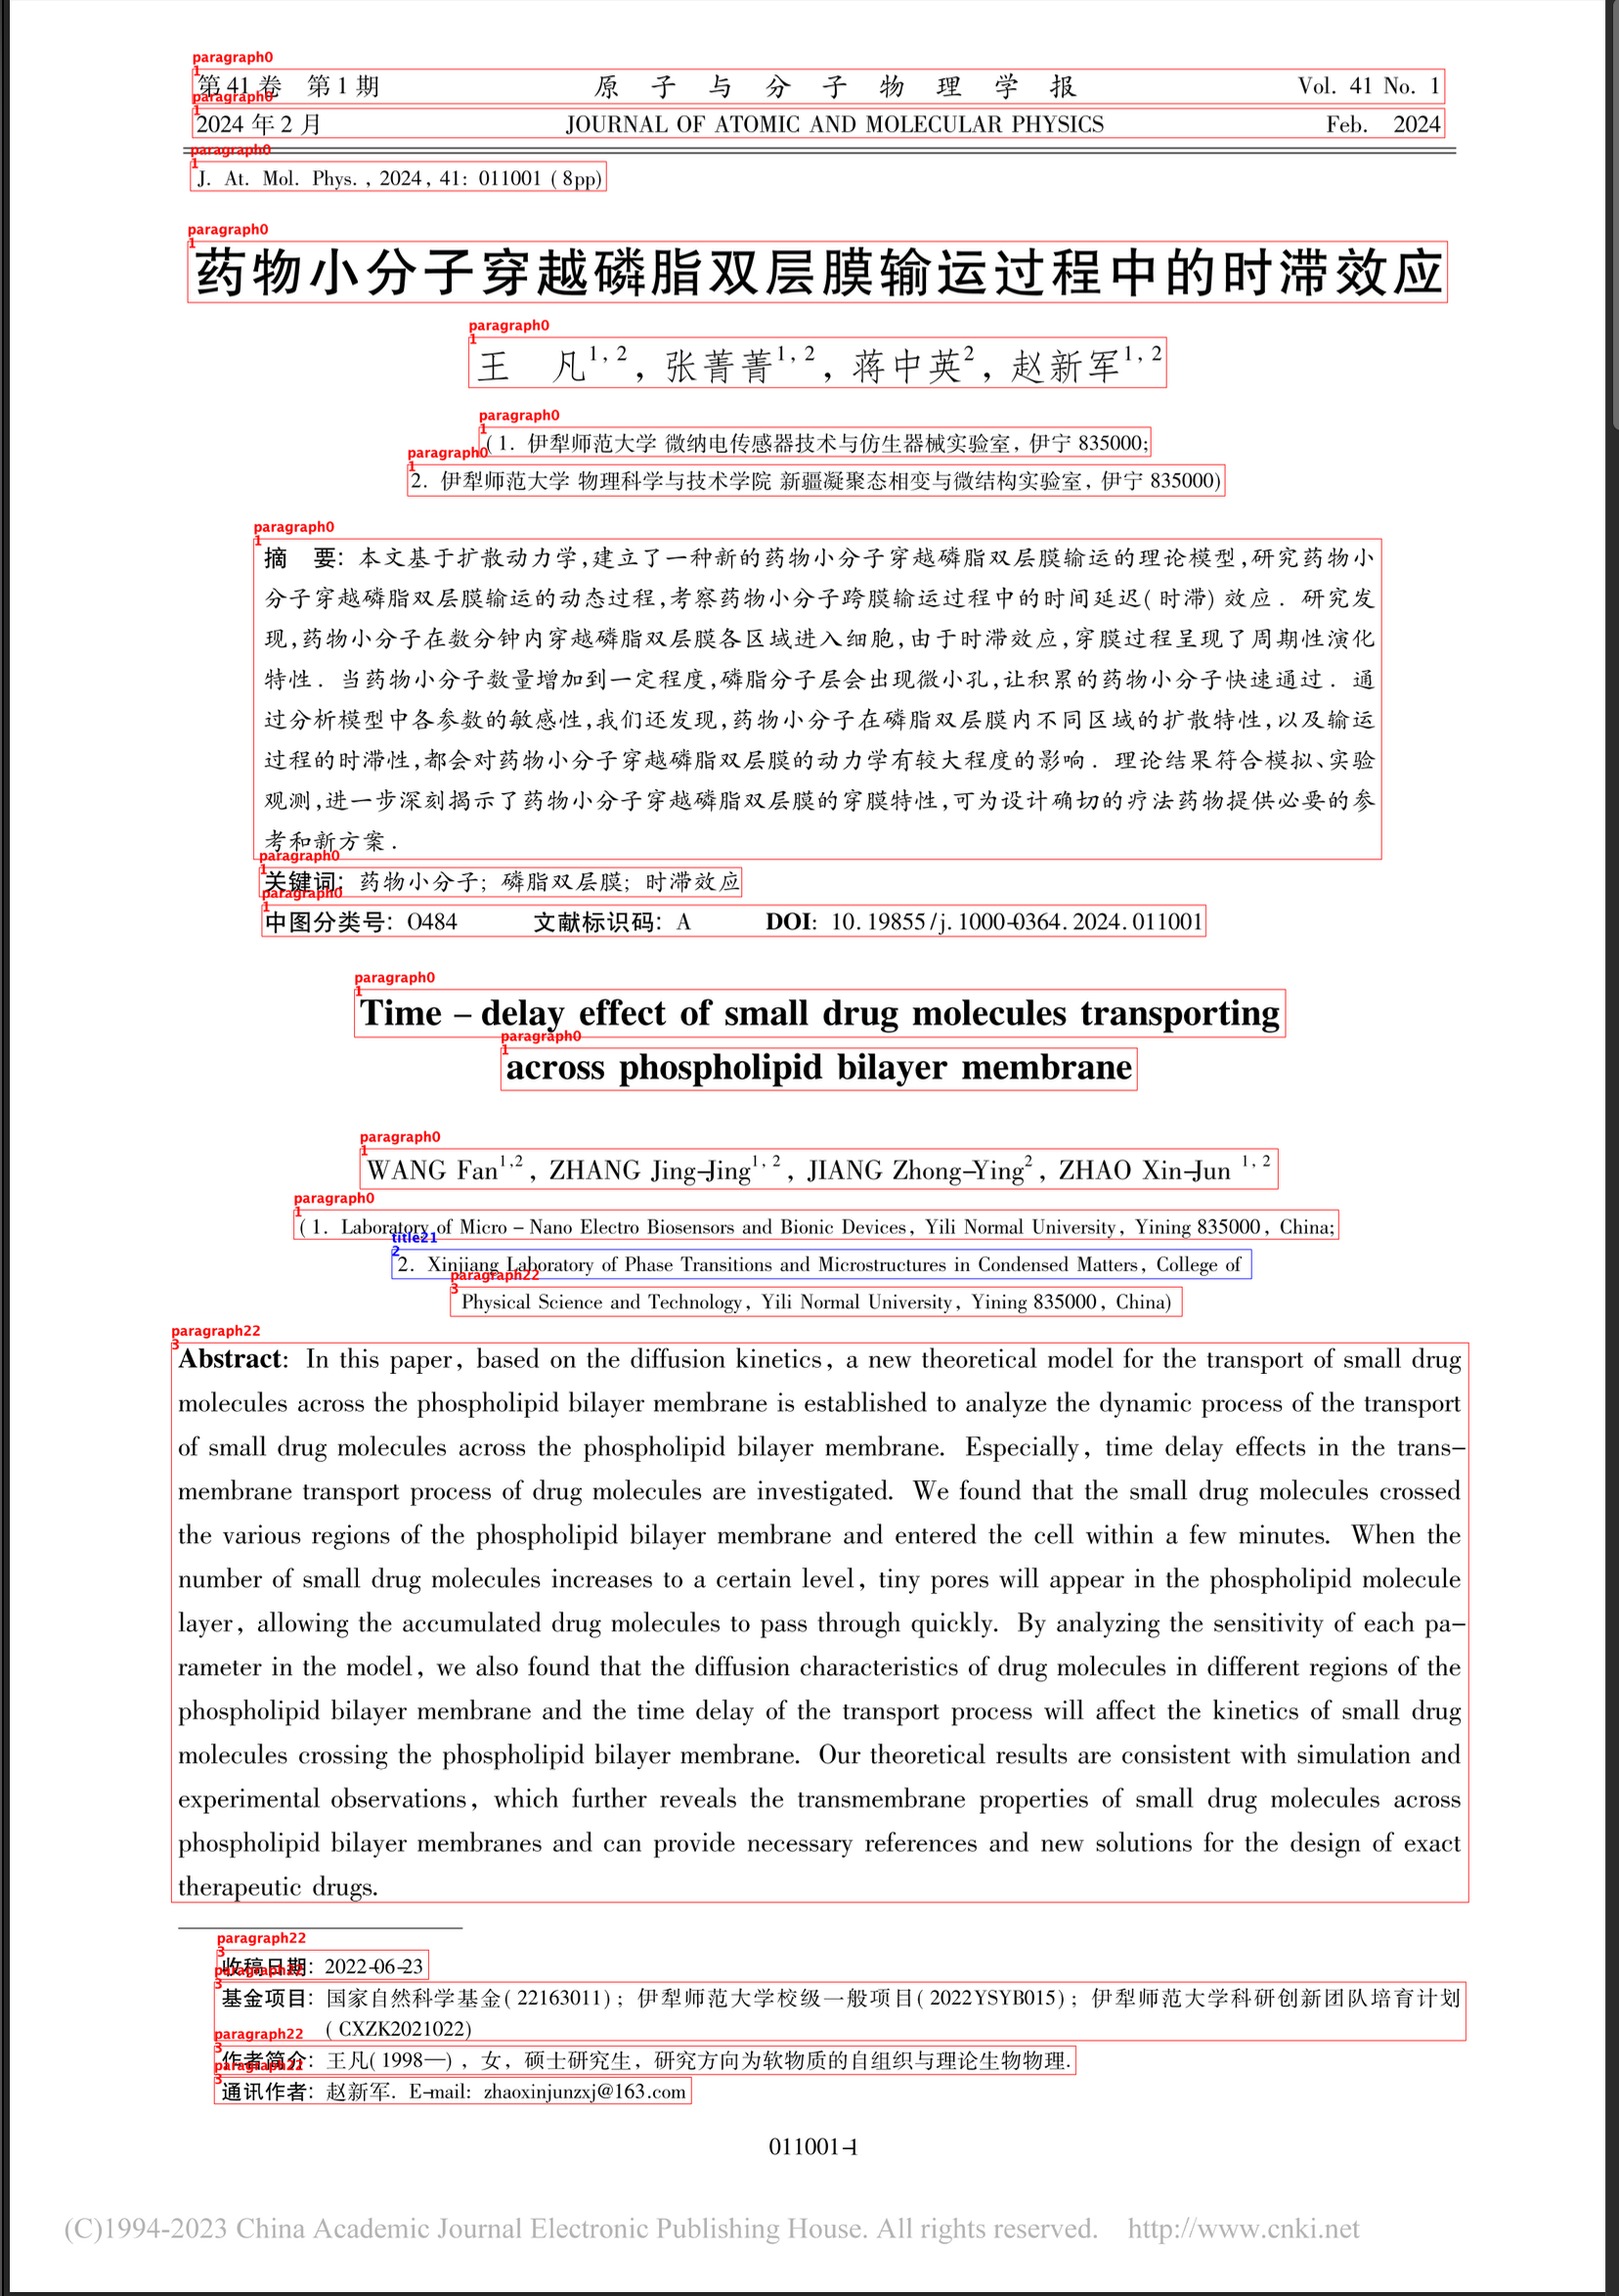 paragraph0
1
第 41 卷 第 1 期 原 子 与 分 子 物 理 学 报 Vol. 41 No. 1
paragraph0
1
2024 年 2 月 JOURNAL OF ATOMIC AND MOLECULAR PHYSICS Feb. 2024
paragraph0
1
J. At. Mol. Phys. , 2024, 41: 011001 (8pp)
paragraph0
1
药物小分子穿越磷脂双层膜输运过程中的时滞效应
paragraph0
1
王 凡1, 2, 张菁菁1, 2, 蒋中英2, 赵新军1, 2
paragraph0
1
(1. 伊犁师范大学 微纳电传感器技术与仿生器械实验室, 伊宁 835000;
paragraph0
1
2. 伊犁师范大学 物理科学与技术学院 新疆凝聚态相变与微结构实验室, 伊宁 835000)
paragraph0
1
摘 要: 本文基于扩散动力学,建立了一种新的药物小分子穿越磷脂双层膜输运的理论模型,研究药物小
分子穿越磷脂双层膜输运的动态过程,考察药物小分子跨膜输运过程中的时间延迟(时滞) 效应. 研究发
现,药物小分子在数分钟内穿越磷脂双层膜各区域进入细胞,由于时滞效应,穿膜过程呈现了周期性演化
特性. 当药物小分子数量增加到一定程度,磷脂分子层会出现微小孔,让积累的药物小分子快速通过. 通
过分析模型中各参数的敏感性,我们还发现,药物小分子在磷脂双层膜内不同区域的扩散特性,以及输运
过程的时滞性,都会对药物小分子穿越磷脂双层膜的动力学有较大程度的影响. 理论结果符合模拟、实验
观测,进一步深刻揭示了药物小分子穿越磷脂双层膜的穿膜特性,可为设计确切的疗法药物提供必要的参
考和新方案.
paragraph0
1
关键词: 药物小分子; 磷脂双层膜; 时滞效应
paragraph0
1
中图分类号: O484 文献标识码: A DOI: 10. 19855/j. 1000-0364. 2024. 011001
paragraph0
1
Time – delay effect of small drug molecules transporting
paragraph0
1
across phospholipid bilayer membrane
paragraph0
1
WANG Fan1,2, ZHANG Jing-Jing1, 2, JIANG Zhong-Ying2, ZHAO Xin-Jun 1, 2
paragraph0
1
(1. Laboratory of Micro – Nano Electro Biosensors and Bionic Devices, Yili Normal University, Yining 835000, China;
title21
2
2. Xinjiang Laboratory of Phase Transitions and Microstructures in Condensed Matters, College of
paragraph22
3
Physical Science and Technology, Yili Normal University, Yining 835000, China)
paragraph22
3
Abstract: In this paper, based on the diffusion kinetics, a new theoretical model for the transport of small drug
molecules across the phospholipid bilayer membrane is established to analyze the dynamic process of the transport
of small drug molecules across the phospholipid bilayer membrane. Especially, time delay effects in the trans-
membrane transport process of drug molecules are investigated. We found that the small drug molecules crossed
the various regions of the phospholipid bilayer membrane and entered the cell within a few minutes. When the
number of small drug molecules increases to a certain level, tiny pores will appear in the phospholipid molecule
layer, allowing the accumulated drug molecules to pass through quickly. By analyzing the sensitivity of each pa-
rameter in the model, we also found that the diffusion characteristics of drug molecules in different regions of the
phospholipid bilayer membrane and the time delay of the transport process will affect the kinetics of small drug
molecules crossing the phospholipid bilayer membrane. Our theoretical results are consistent with simulation and
experimental observations, which further reveals the transmembrane properties of small drug molecules across
phospholipid bilayer membranes and can provide necessary references and new solutions for the design of exact
therapeutic drugs.
paragraph22
3
收稿日期: 2022-06-23
paragraph22
3
基金项目: 国家自然科学基金(22163011); 伊犁师范大学校级一般项目(2022YSYB015); 伊犁师范大学科研创新团队培育计划
(CXZK2021022)
paragraph22
3
作者简介: 王凡(1998—) , 女, 硕士研究生, 研究方向为软物质的自组织与理论生物物理.
paragraph22
3
通讯作者: 赵新军. E-mail: zhaoxinjunzxj@163.com
011001-1
(C)1994-2023 China Academic Journal Electronic Publishing House. All rights reserved. http://www.cnki.net